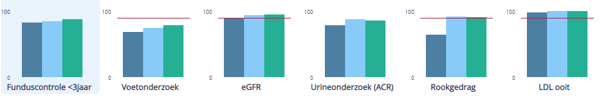 100 100 100 100 100 100
0 0 0 0 0 0
Funduscontrole <3jaar Voetonderzoek eGFR Urineonderzoek (ACR) Rookgedrag LDL ooit